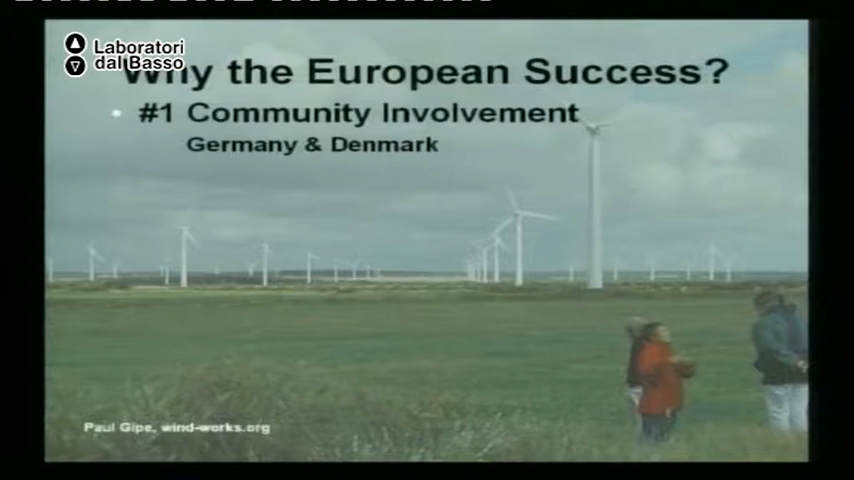 Laboratori
dal Basso
Why the European Success?
#1 Community Involvement
Germany & Denmark
Paul Gipe, wind-works.org